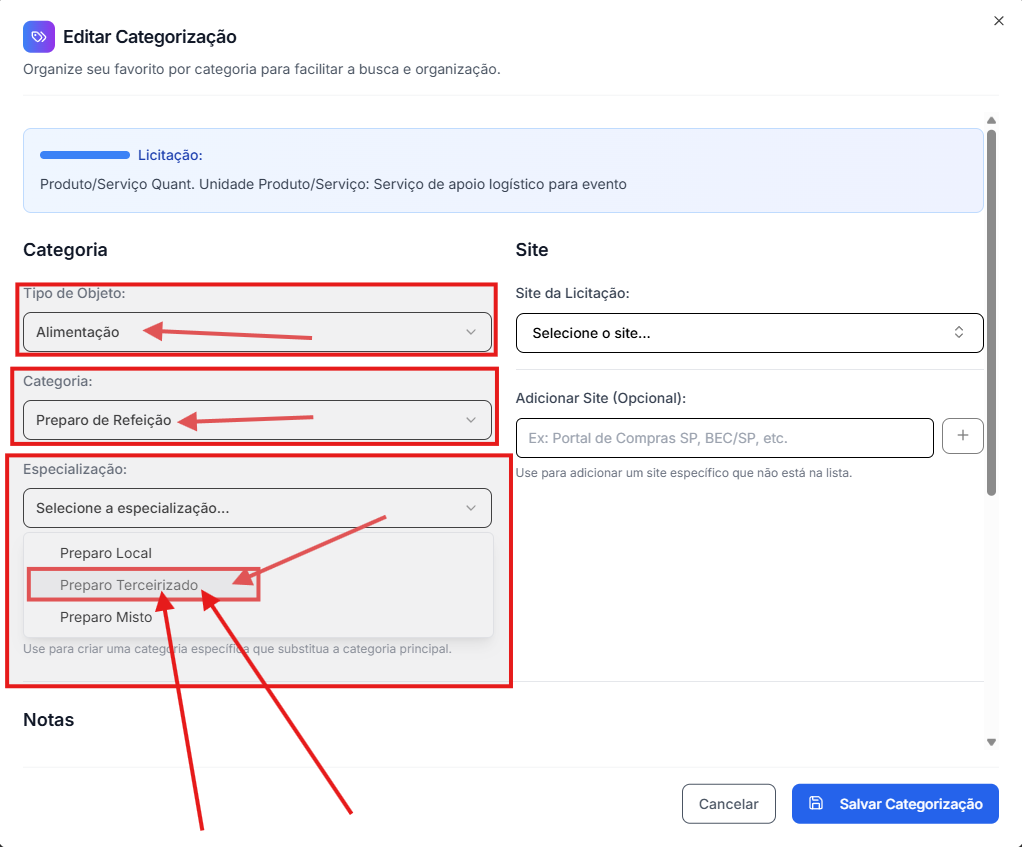 Editar Categorização
Organize seu favorito por categoria para facilitar a busca e organização.
Licitação:
Produto/Serviço Quant. Unidade Produto/Serviço: Serviço de apoio logístico para evento
Categoria
Tipo de Objeto:
Alimentação
Categoria:
Preparo de Refeição
Especialização:
Selecione a especialização...
Preparo Local
Preparo Terceirizado
Preparo Misto
Use para criar uma categoria específica que substitua a categoria principal.
Site
Site da Licitação:
Selecione o site...
Adicionar Site (Opcional):
Ex: Portal de Compras SP, BEC/SP, etc.
Use para adicionar um site específico que não está na lista.
Notas
Cancelar
Salvar Categorização